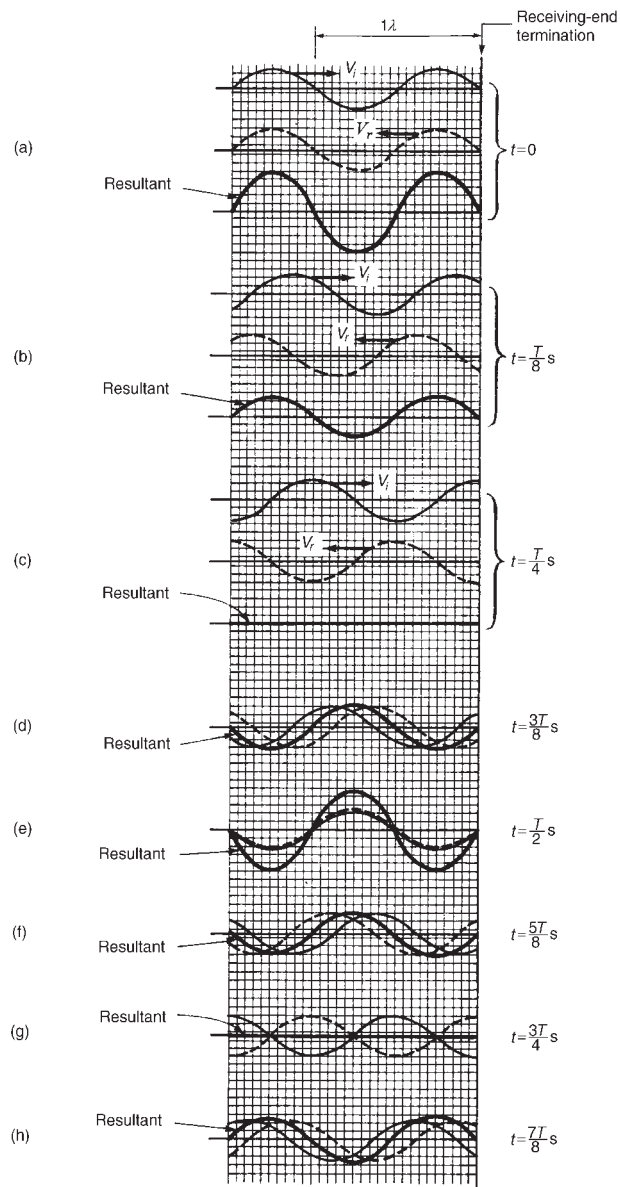 1λ
Receiving-end
termination
V_i
(a)
V_r
t=0
Resultant
V_i
(b)
V_r
t=T/8 s
Resultant
V_i
(c)
V_r
t=T/4 s
Resultant
(d)
t=3T/8 s
Resultant
(e)
t=T/2 s
Resultant
(f)
t=5T/8 s
Resultant
Resultant
(g)
t=3T/4 s
Resultant
(h)
t=7T/8 s